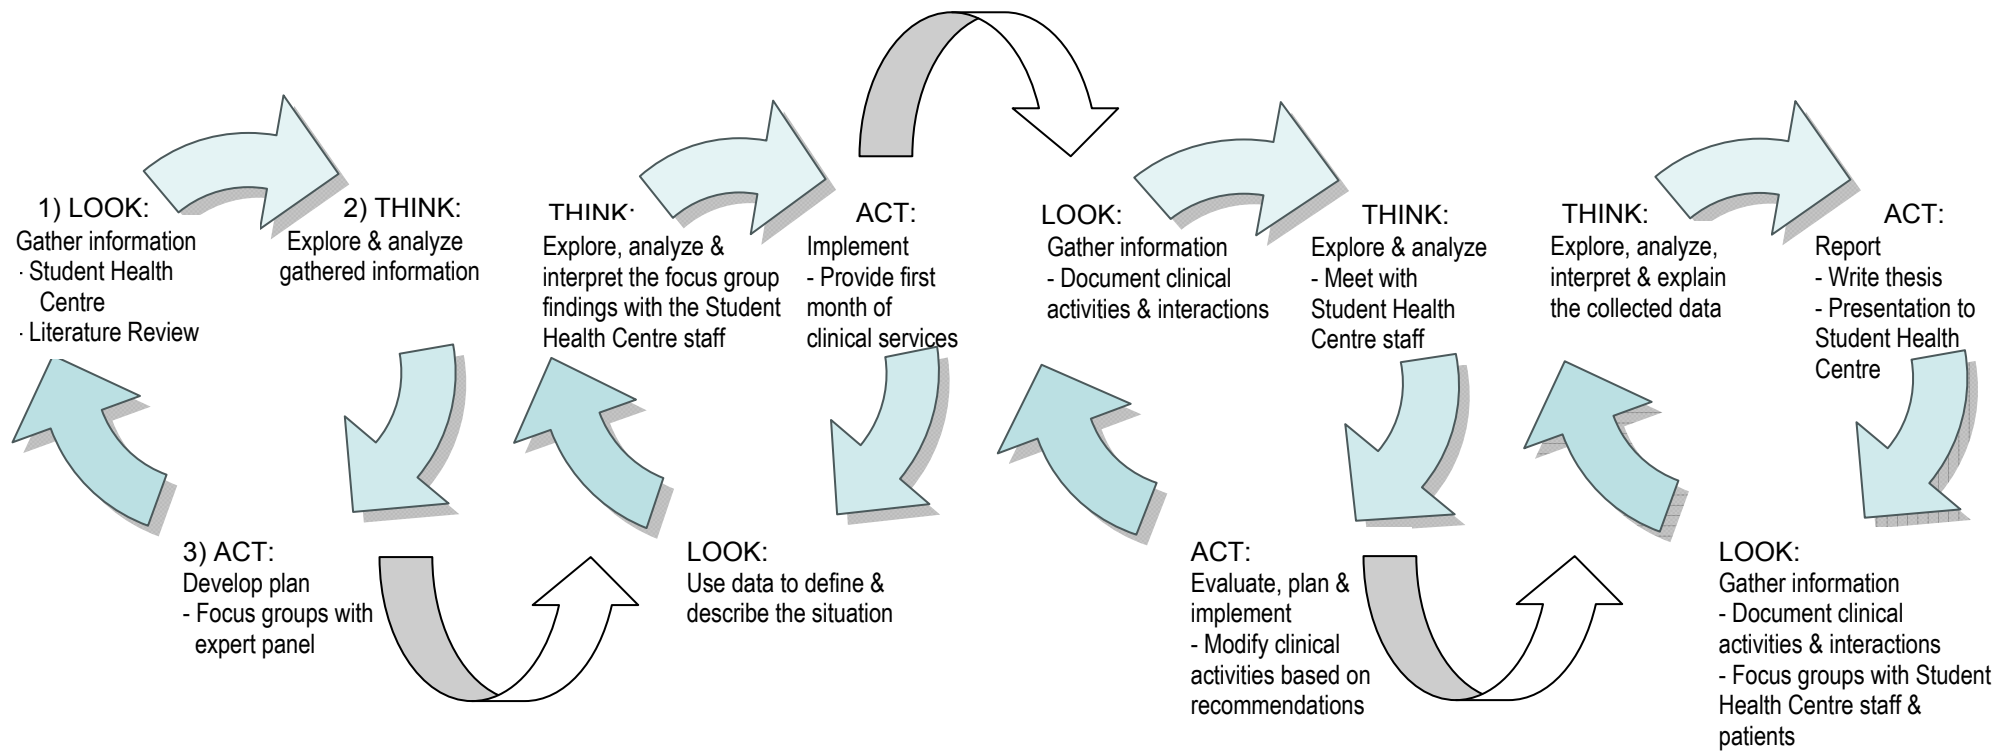 1) LOOK:
Gather information
· Student Health
Centre
· Literature Review
2) THINK:
Explore & analyze
gathered information
3) ACT:
Develop plan
- Focus groups with
expert panel
THINK:
Explore, analyze &
interpret the focus group
findings with the Student
Health Centre staff
ACT:
Implement
- Provide first
month of
clinical services
LOOK:
Use data to define &
describe the situation
LOOK:
Gather information
- Document clinical
activities & interactions
THINK:
Explore & analyze
- Meet with
Student Health
Centre staff
ACT:
Evaluate, plan &
implement
- Modify clinical
activities based on
recommendations
THINK:
Explore, analyze,
interpret & explain
the collected data
ACT:
Report
- Write thesis
- Presentation to
Student Health
Centre
LOOK:
Gather information
- Document clinical
activities & interactions
- Focus groups with Student
Health Centre staff &
patients